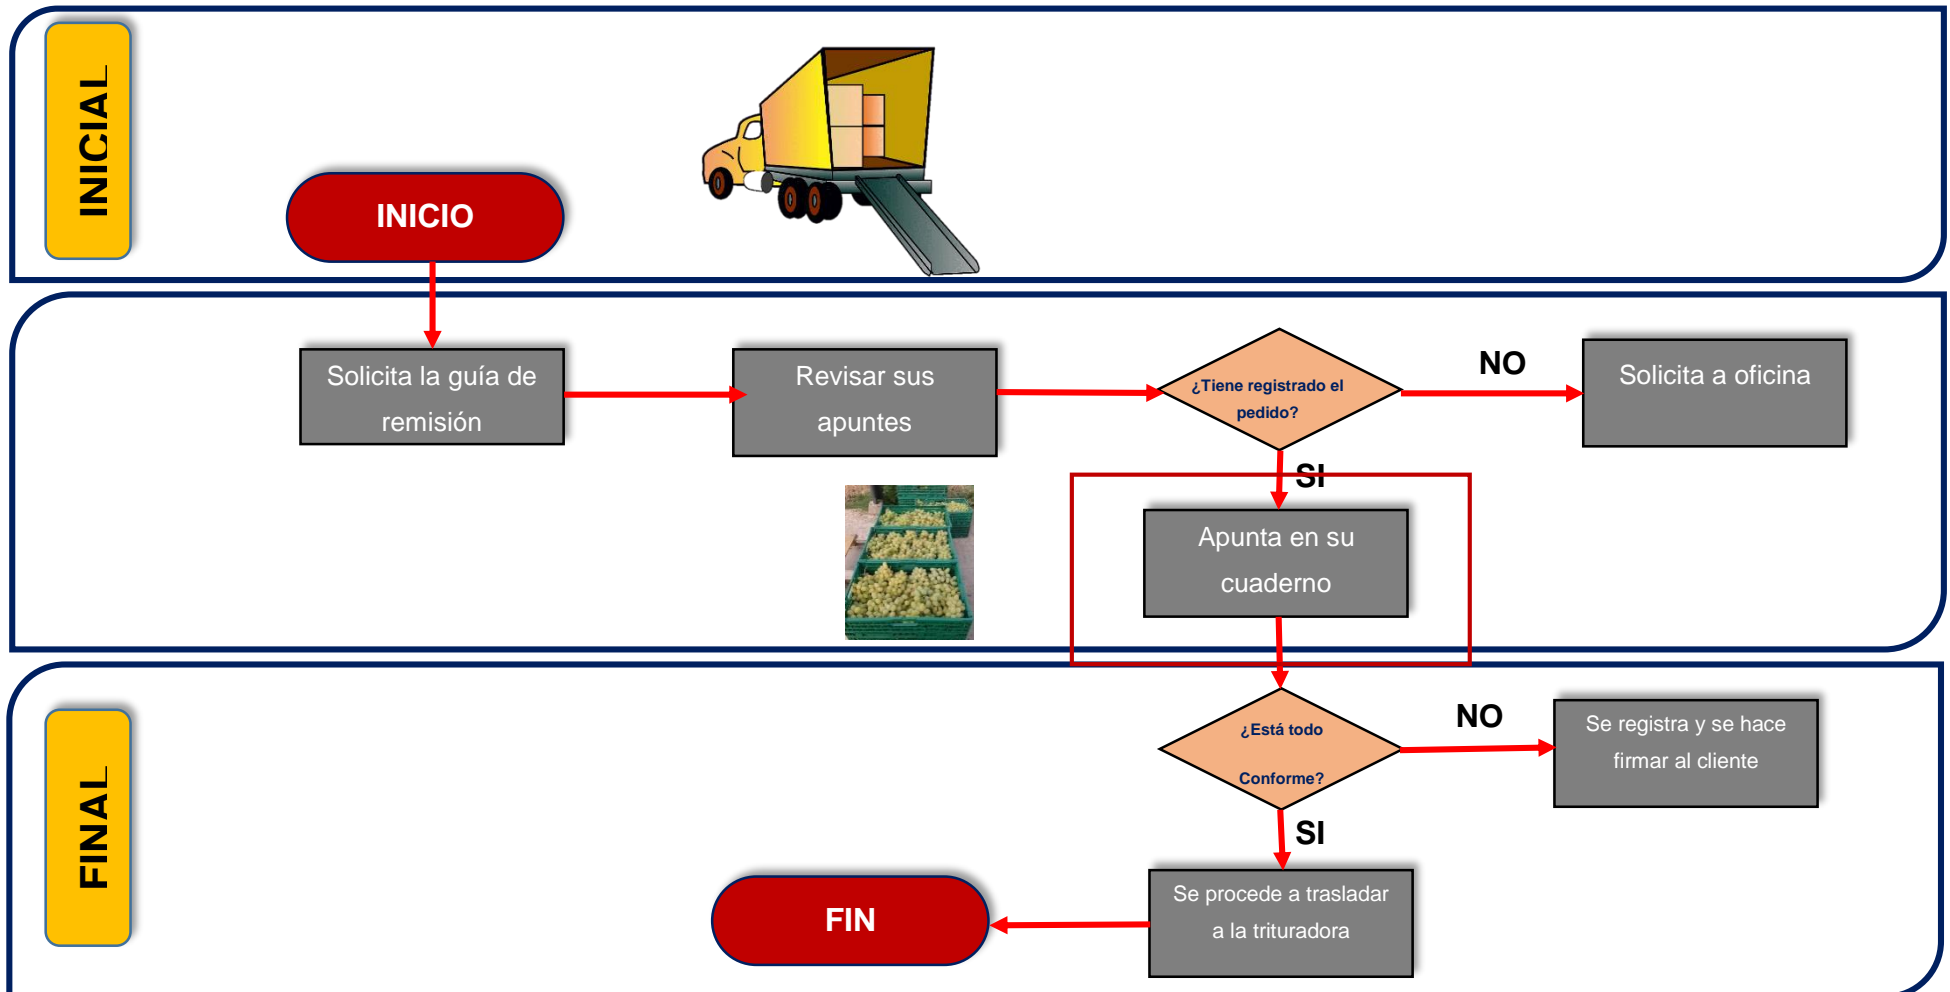 INICIAL
INICIO
Solicita la guía de
remisión
Revisar sus
apuntes
¿Tiene registrado el
pedido?
NO
Solicita a oficina
SI
Apunta en su
cuaderno
FINAL
¿Está todo
Conforme?
NO
Se registra y se hace
firmar al cliente
SI
Se procede a trasladar
a la trituradora
FIN